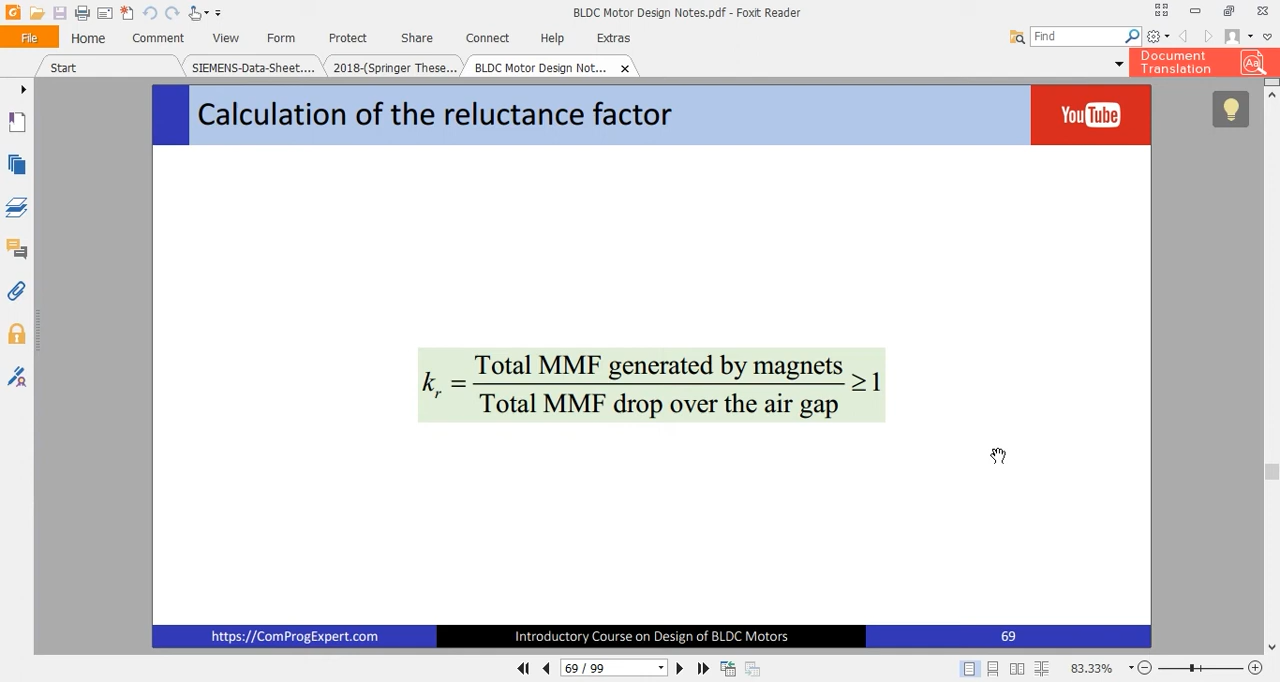 BLDC Motor Design Notes.pdf - Foxit Reader
File Home Comment View Form Protect Share Connect Help Extras Find
Start SIEMENS-Data-Sheet.... 2018-(Springer Thes... BLDC Motor Design Not... Document
Translation Aa
Calculation of the reluctance factor YouTube
Total MMF generated by magnets
k_r = ≥ 1
Total MMF drop over the air gap
https://ComProgExpert.com Introductory Course on Design of BLDC Motors 69
69 / 99 83.33%